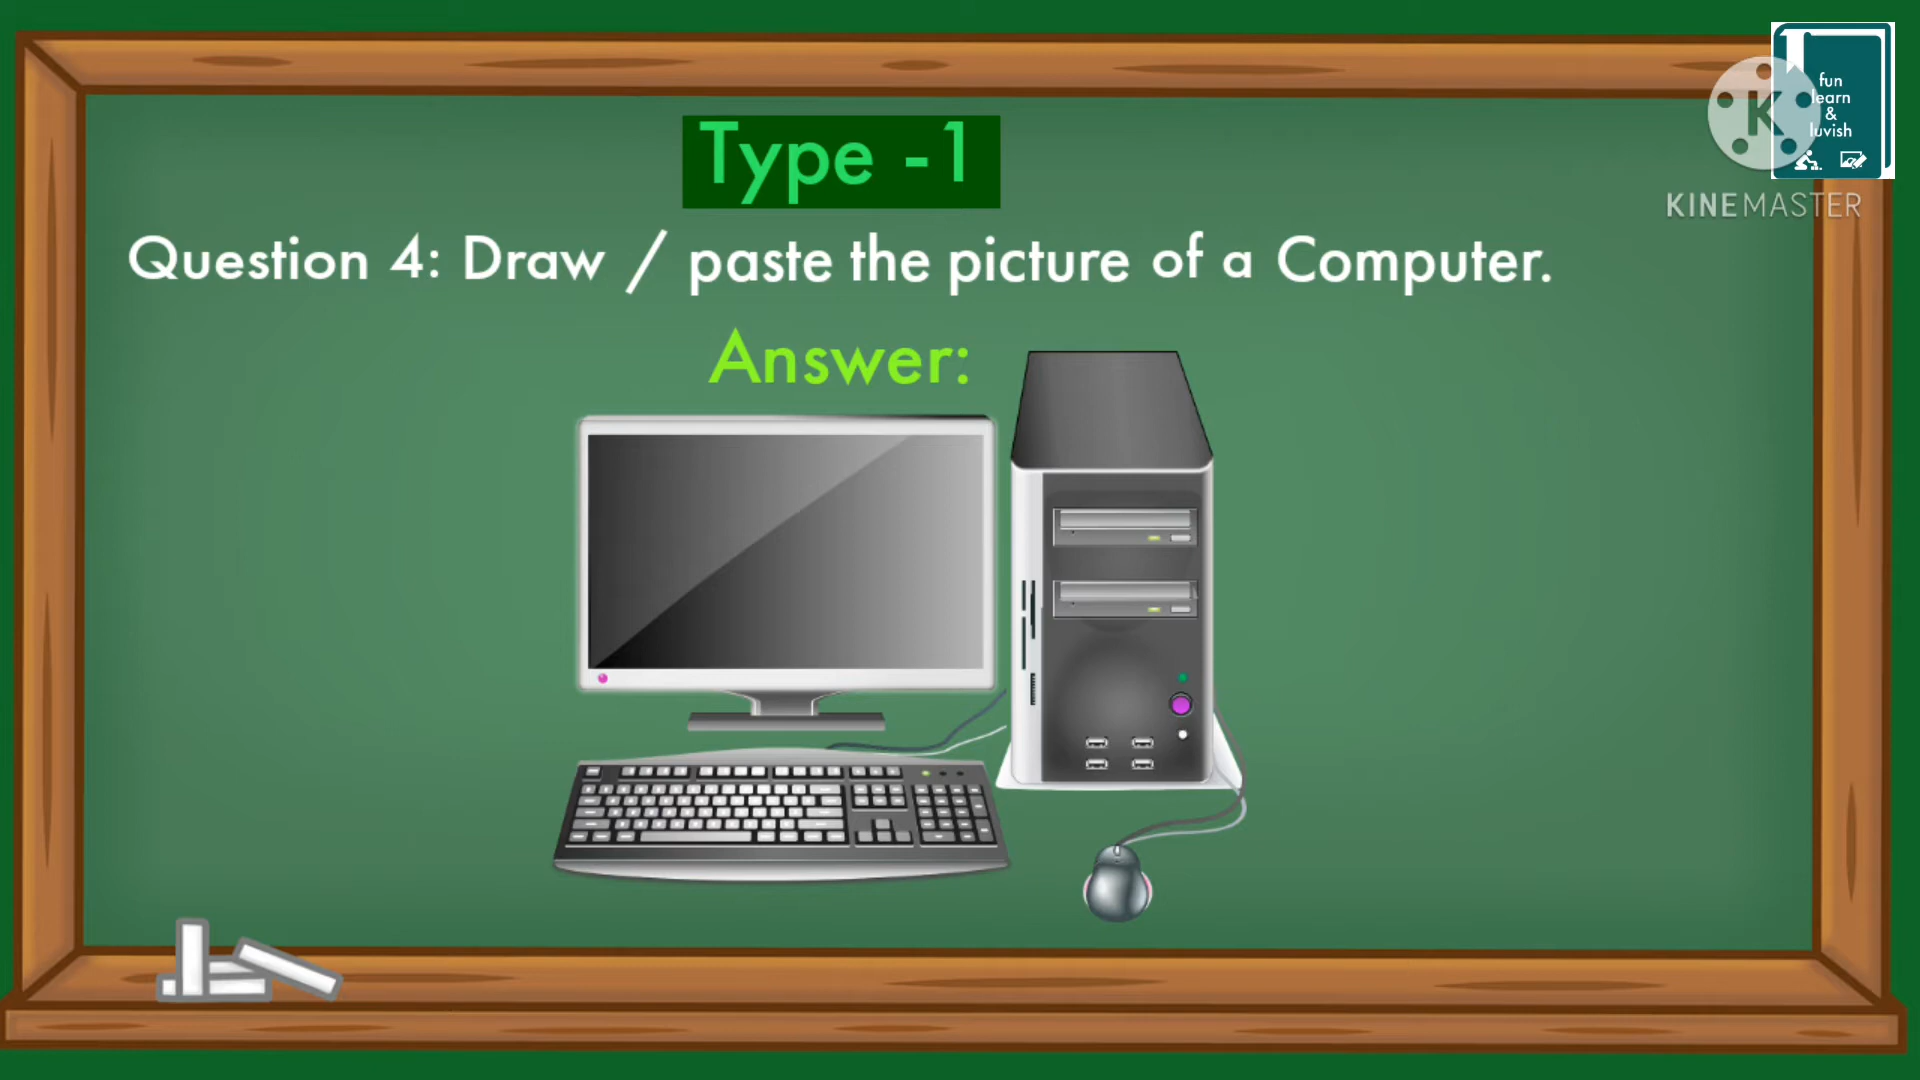 Type -1
Question 4: Draw / paste the picture of a Computer.
Answer:
fun
learn
&
luvish
K
KINEMASTER